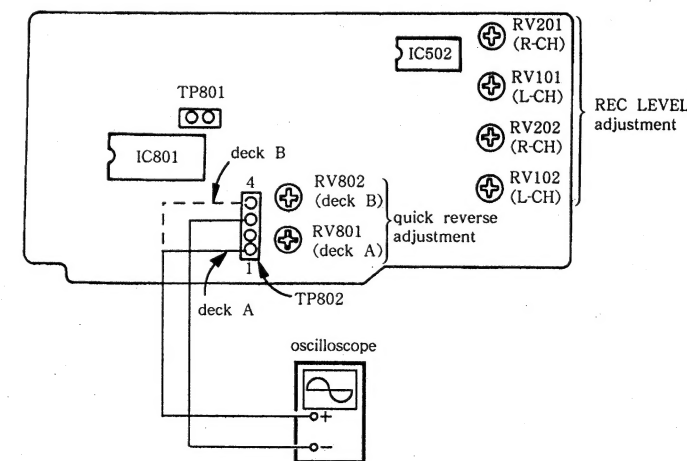 RV201
(R-CH)
IC502
RV101
(L-CH)
REC LEVEL
adjustment
TP801
RV202
(R-CH)
IC801
deck B
RV102
(L-CH)
4
RV802
(deck B)
quick reverse
adjustment
RV801
(deck A)
1
TP802
deck A
oscilloscope
+
−